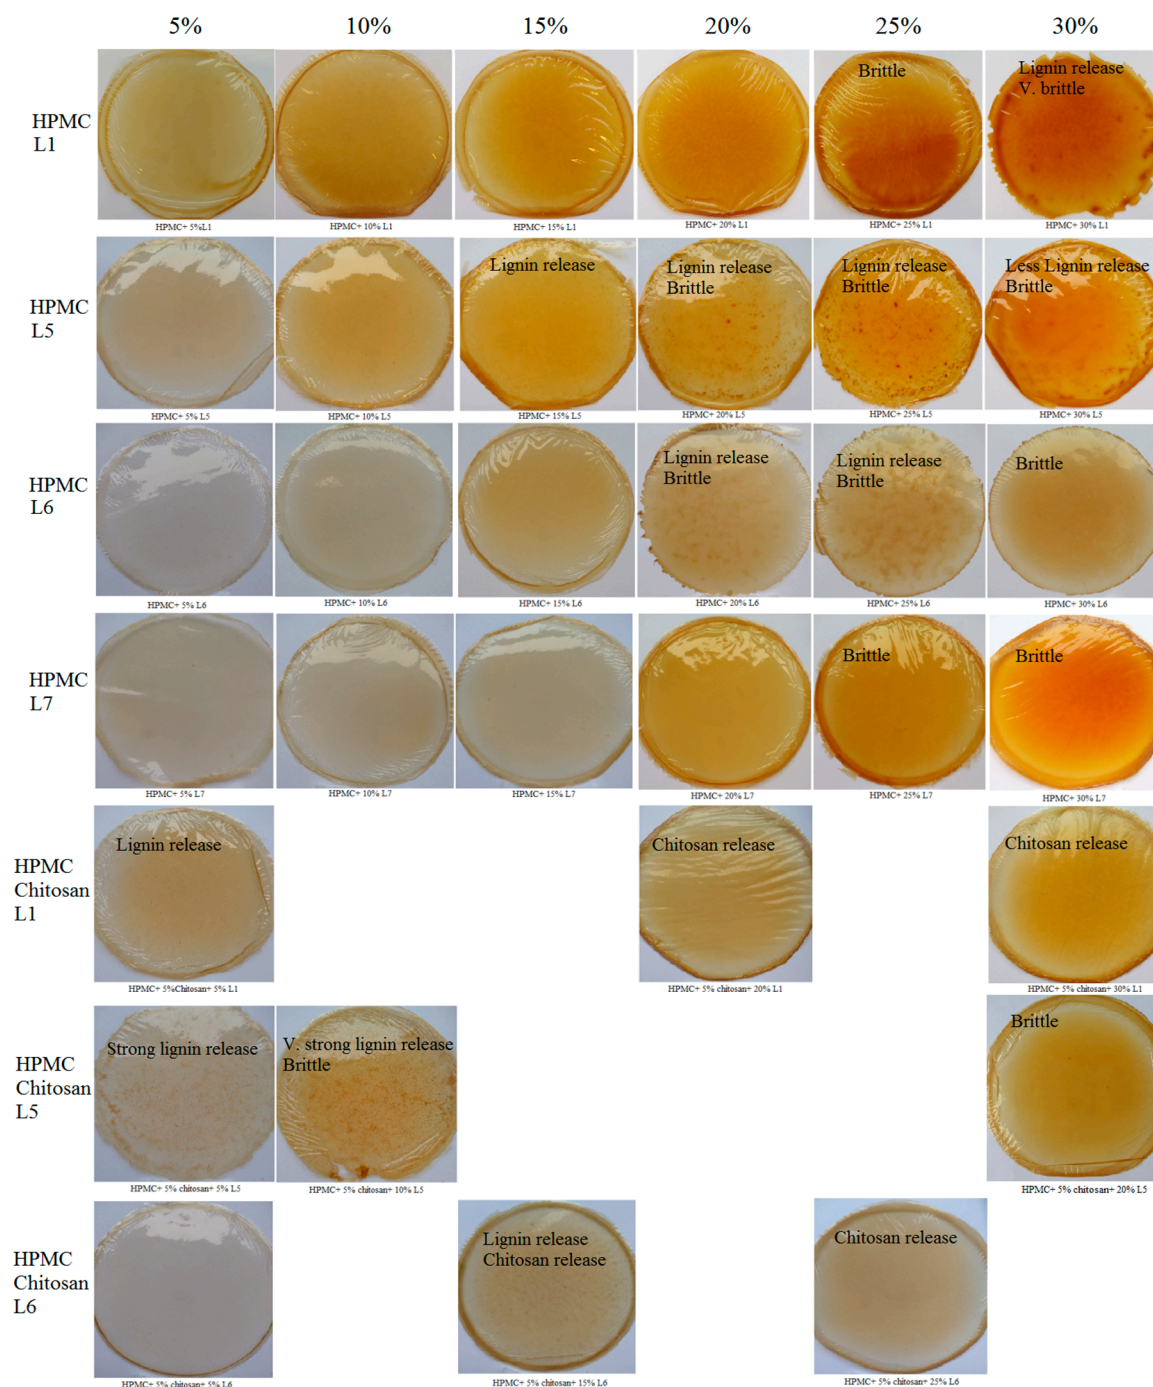 5% 10% 15% 20% 25% 30%
HPMC
L1
Brittle
Lignin release
V. brittle
HPMC+ 5%L1
HPMC+ 10% L1
HPMC+ 15% L1
HPMC+ 20% L1
HPMC+ 25% L1
HPMC+ 30% L1
HPMC
L5
Lignin release
Lignin release
Brittle
Lignin release
Brittle
Less Lignin release
Brittle
HPMC+ 5% L5
HPMC+ 10% L5
HPMC+ 15% L5
HPMC+ 20% L5
HPMC+ 25% L5
HPMC+ 30% L5
HPMC
L6
Lignin release
Brittle
Lignin release
Brittle
Brittle
HPMC+ 5% L6
HPMC+ 10% L6
HPMC+ 15% L6
HPMC+ 20% L6
HPMC+ 25% L6
HPMC+ 30% L6
HPMC
L7
Brittle
Brittle
HPMC+ 5% L7
HPMC+ 10% L7
HPMC+ 15% L7
HPMC+ 20% L7
HPMC+ 25% L7
HPMC+ 30% L7
HPMC
Chitosan
L1
Lignin release
Chitosan release
Chitosan release
HPMC+ 5%Chitosan+ 5% L1
HPMC+ 5% chitosan+ 20% L1
HPMC+ 5% chitosan+ 30% L1
HPMC
Chitosan
L5
Strong lignin release
V. strong lignin release
Brittle
Brittle
HPMC+ 5% chitosan+ 5% L5
HPMC+ 5% chitosan+ 10% L5
HPMC+ 5% chitosan+ 20% L5
HPMC
Chitosan
L6
Lignin release
Chitosan release
Chitosan release
HPMC+ 5% chitosan+ 5% L6
HPMC+ 5% chitosan+ 15% L6
HPMC+ 5% chitosan+ 25% L6